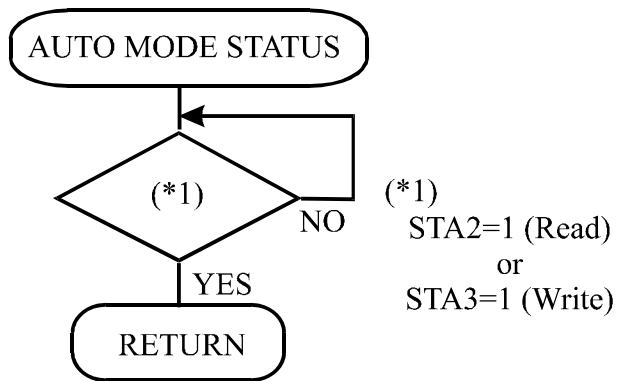 AUTO MODE STATUS
(*1)
NO
(*1)
STA2=1 (Read)
or
STA3=1 (Write)
YES
RETURN